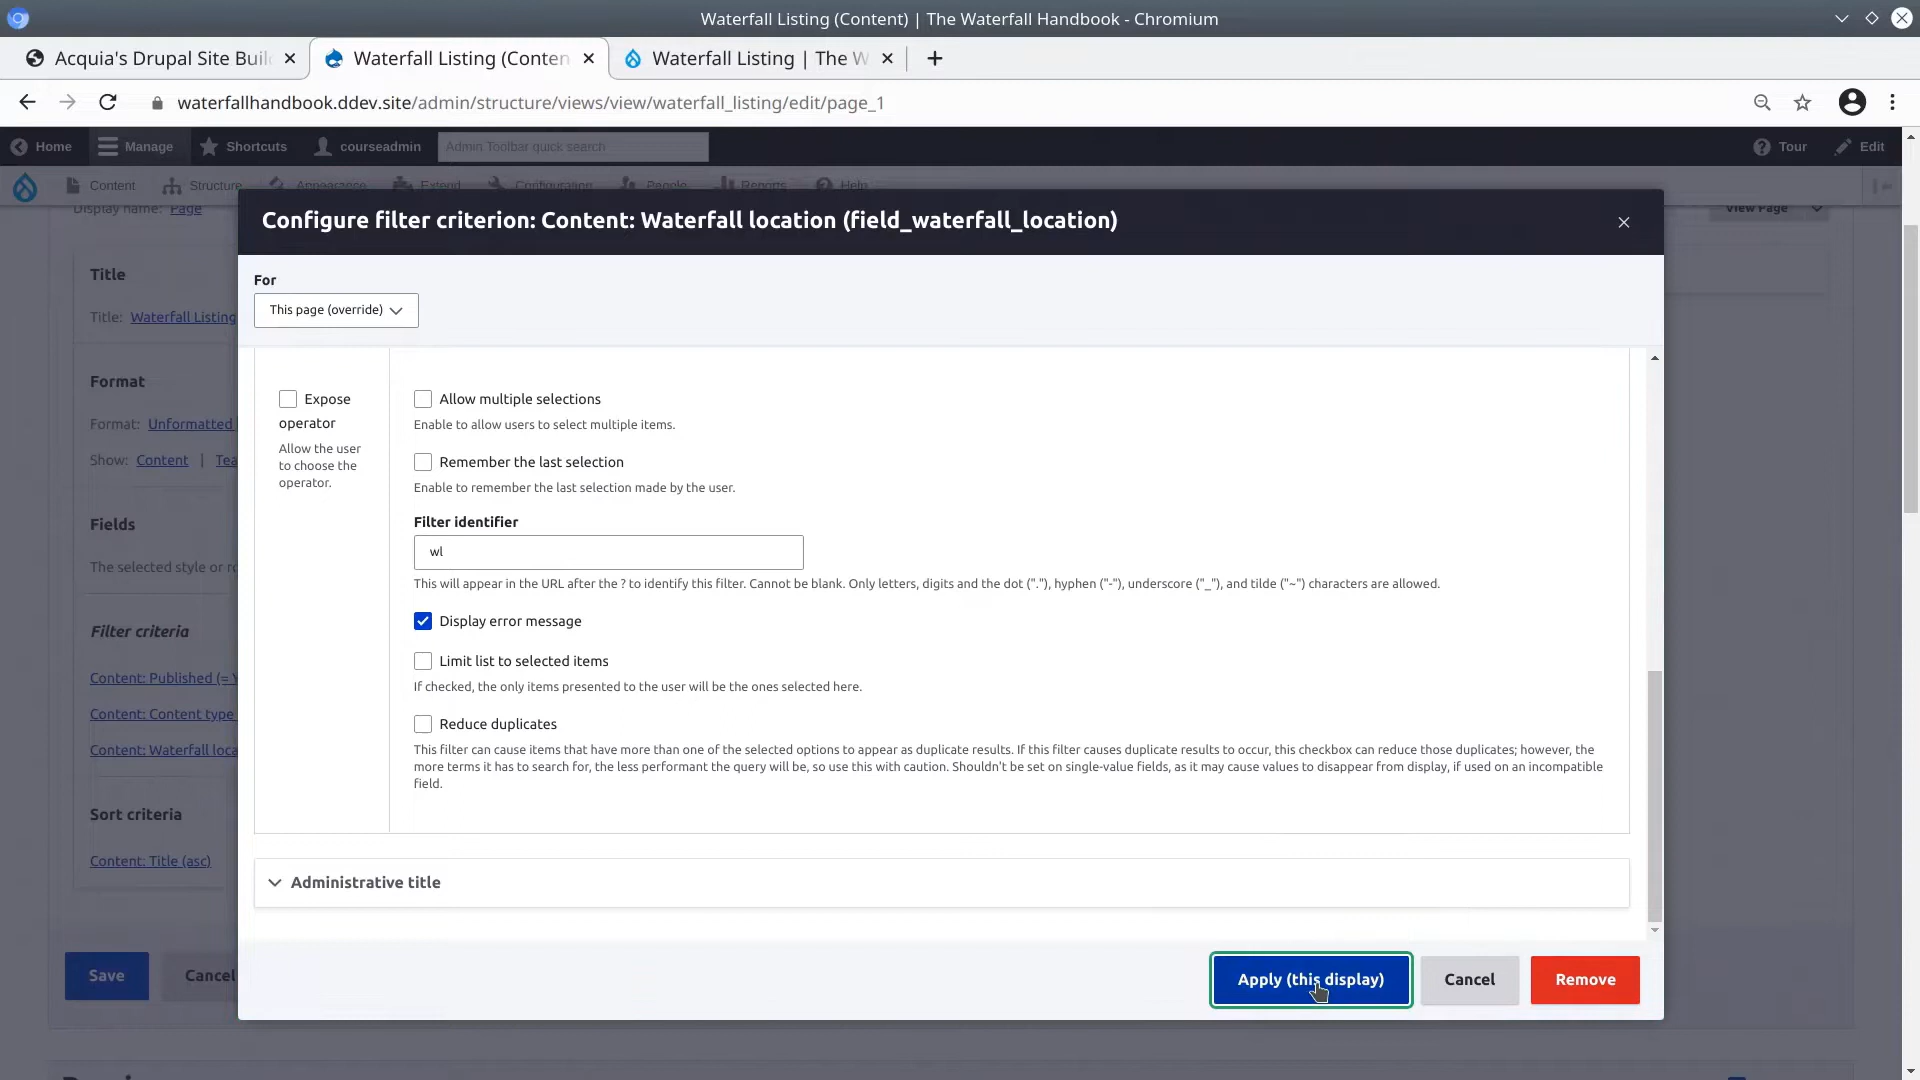 Waterfall Listing (Content) | The Waterfall Handbook - Chromium
Acquia's Drupal Site Buil
Waterfall Listing (Conten
Waterfall Listing | The W
waterfallhandbook.ddev.site/admin/structure/views/view/waterfall_listing/edit/page_1
Home
Manage
Shortcuts
courseadmin
Admin Toolbar quick search
Tour
Edit
Content
Structure
Appearance
Extend
Configuration
People
Reports
Help
Display name: Page
View Page
Configure filter criterion: Content: Waterfall location (field_waterfall_location)
For
This page (override)
Title
Title: Waterfall Listing
Format
Format: Unformatted
Show: Content | Tea
Fields
The selected style or ro
Filter criteria
Content: Published (= Y
Content: Content type
Content: Waterfall loca
Sort criteria
Content: Title (asc)
Save
Cancel
Expose
operator
Allow the user
to choose the
operator.
Allow multiple selections
Enable to allow users to select multiple items.
Remember the last selection
Enable to remember the last selection made by the user.
Filter identifier
wl
This will appear in the URL after the ? to identify this filter. Cannot be blank. Only letters, digits and the dot ("."), hyphen ("-"), underscore ("_"), and tilde ("~") characters are allowed.
Display error message
Limit list to selected items
If checked, the only items presented to the user will be the ones selected here.
Reduce duplicates
This filter can cause items that have more than one of the selected options to appear as duplicate results. If this filter causes duplicate results to occur, this checkbox can reduce those duplicates; however, the
more terms it has to search for, the less performant the query will be, so use this with caution. Shouldn't be set on single-value fields, as it may cause values to disappear from display, if used on an incompatible
field.
Administrative title
Apply (this display)
Cancel
Remove